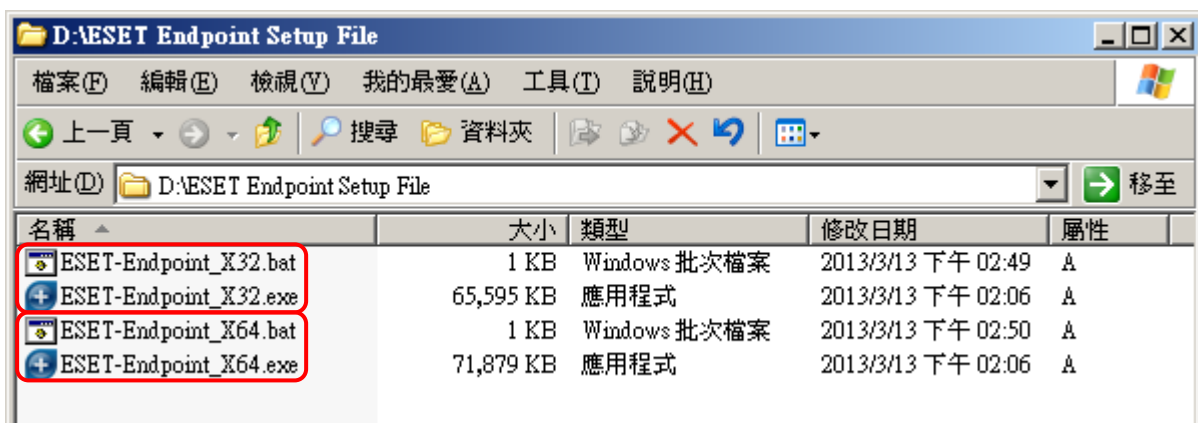 D:\ESET Endpoint Setup File
檔案(F) 編輯(E) 檢視(V) 我的最愛(A) 工具(T) 說明(H)
上一頁 搜尋 資料夾
網址(D) D:\ESET Endpoint Setup File 移至
名稱 大小 類型 修改日期 屬性
ESET-Endpoint_X32.bat 1 KB Windows 批次檔案 2013/3/13 下午 02:49 A
ESET-Endpoint_X32.exe 65,595 KB 應用程式 2013/3/13 下午 02:06 A
ESET-Endpoint_X64.bat 1 KB Windows 批次檔案 2013/3/13 下午 02:50 A
ESET-Endpoint_X64.exe 71,879 KB 應用程式 2013/3/13 下午 02:06 A